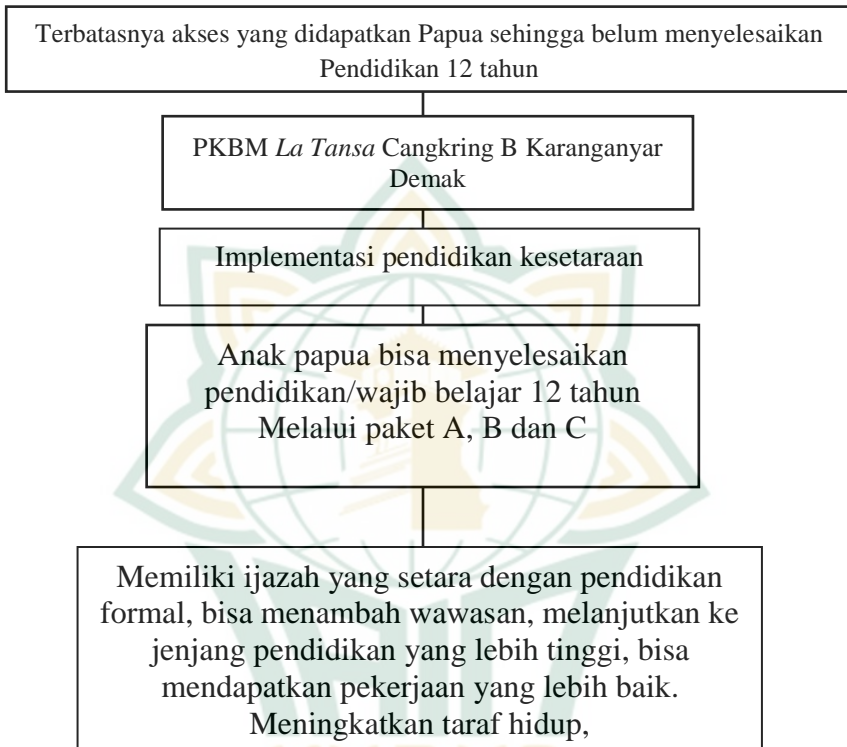 Terbatasnya akses yang didapatkan Papua sehingga belum menyelesaikan
Pendidikan 12 tahun
PKBM La Tansa Cangkring B Karanganyar
Demak
Implementasi pendidikan kesetaraan
Anak papua bisa menyelesaikan
pendidikan/wajib belajar 12 tahun
Melalui paket A, B dan C
Memiliki ijazah yang setara dengan pendidikan
formal, bisa menambah wawasan, melanjutkan ke
jenjang pendidikan yang lebih tinggi, bisa
mendapatkan pekerjaan yang lebih baik.
Meningkatkan taraf hidup,